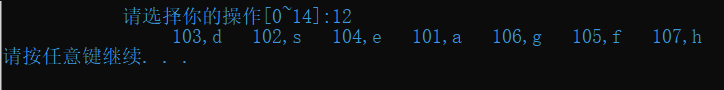 请选择你的操作[0~14]:12
103,d 102,s 104,e 101,a 106,g 105,f 107,h
请按任意键继续. . .